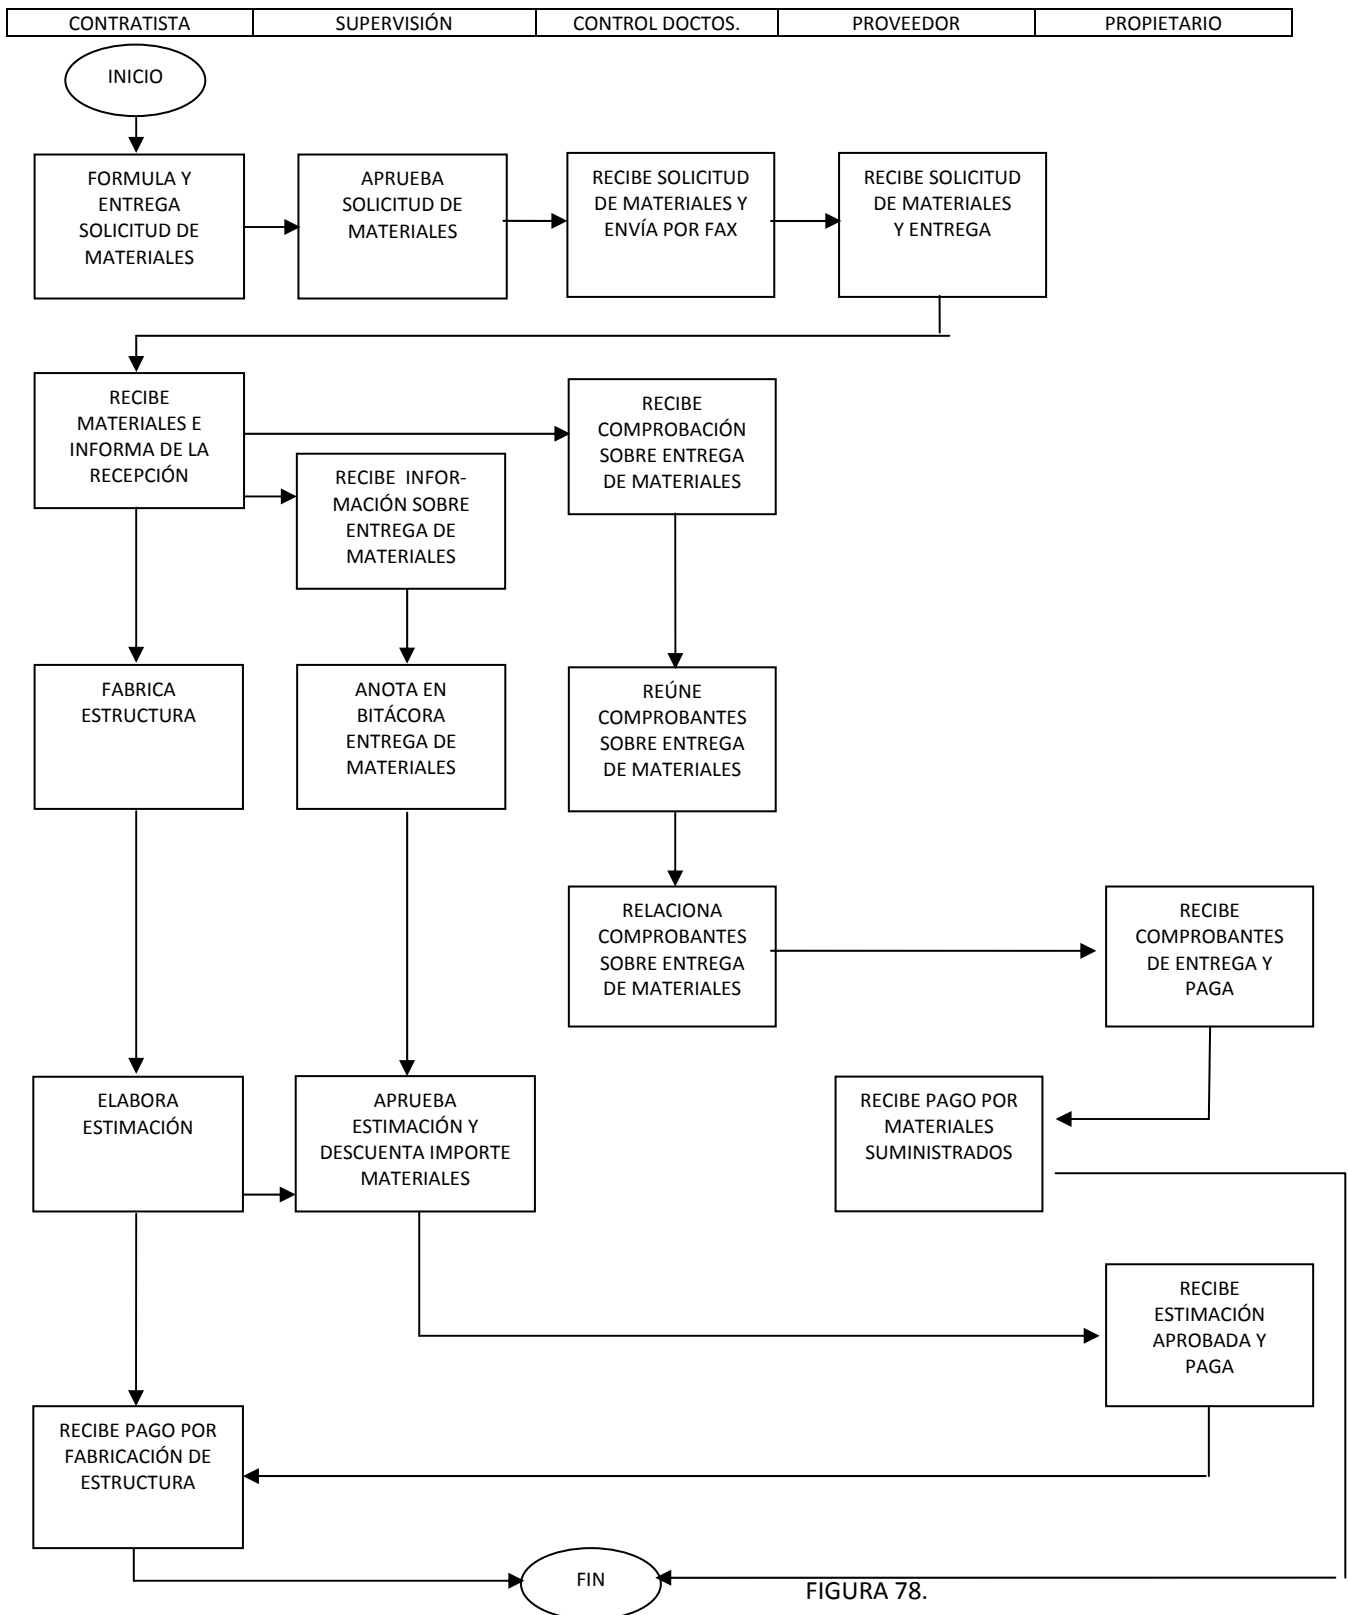 CONTRATISTA SUPERVISIÓN CONTROL DOCTOS. PROVEEDOR PROPIETARIO
INICIO
FORMULA Y
ENTREGA
SOLICITUD DE
MATERIALES
APRUEBA
SOLICITUD DE
MATERIALES
RECIBE SOLICITUD
DE MATERIALES Y
ENVÍA POR FAX
RECIBE SOLICITUD
DE MATERIALES
Y ENTREGA
RECIBE
MATERIALES E
INFORMA DE LA
RECEPCIÓN
RECIBE INFOR-
MACIÓN SOBRE
ENTREGA DE
MATERIALES
RECIBE
COMPROBACIÓN
SOBRE ENTREGA
DE MATERIALES
FABRICA
ESTRUCTURA
ANOTA EN
BITÁCORA
ENTREGA DE
MATERIALES
REÚNE
COMPROBANTES
SOBRE ENTREGA
DE MATERIALES
RELACIONA
COMPROBANTES
SOBRE ENTREGA
DE MATERIALES
RECIBE
COMPROBANTES
DE ENTREGA Y
PAGA
ELABORA
ESTIMACIÓN
APRUEBA
ESTIMACIÓN Y
DESCUENTA IMPORTE
MATERIALES
RECIBE PAGO POR
MATERIALES
SUMINISTRADOS
RECIBE
ESTIMACIÓN
APROBADA Y
PAGA
RECIBE PAGO POR
FABRICACIÓN DE
ESTRUCTURA
FIN
FIGURA 78.